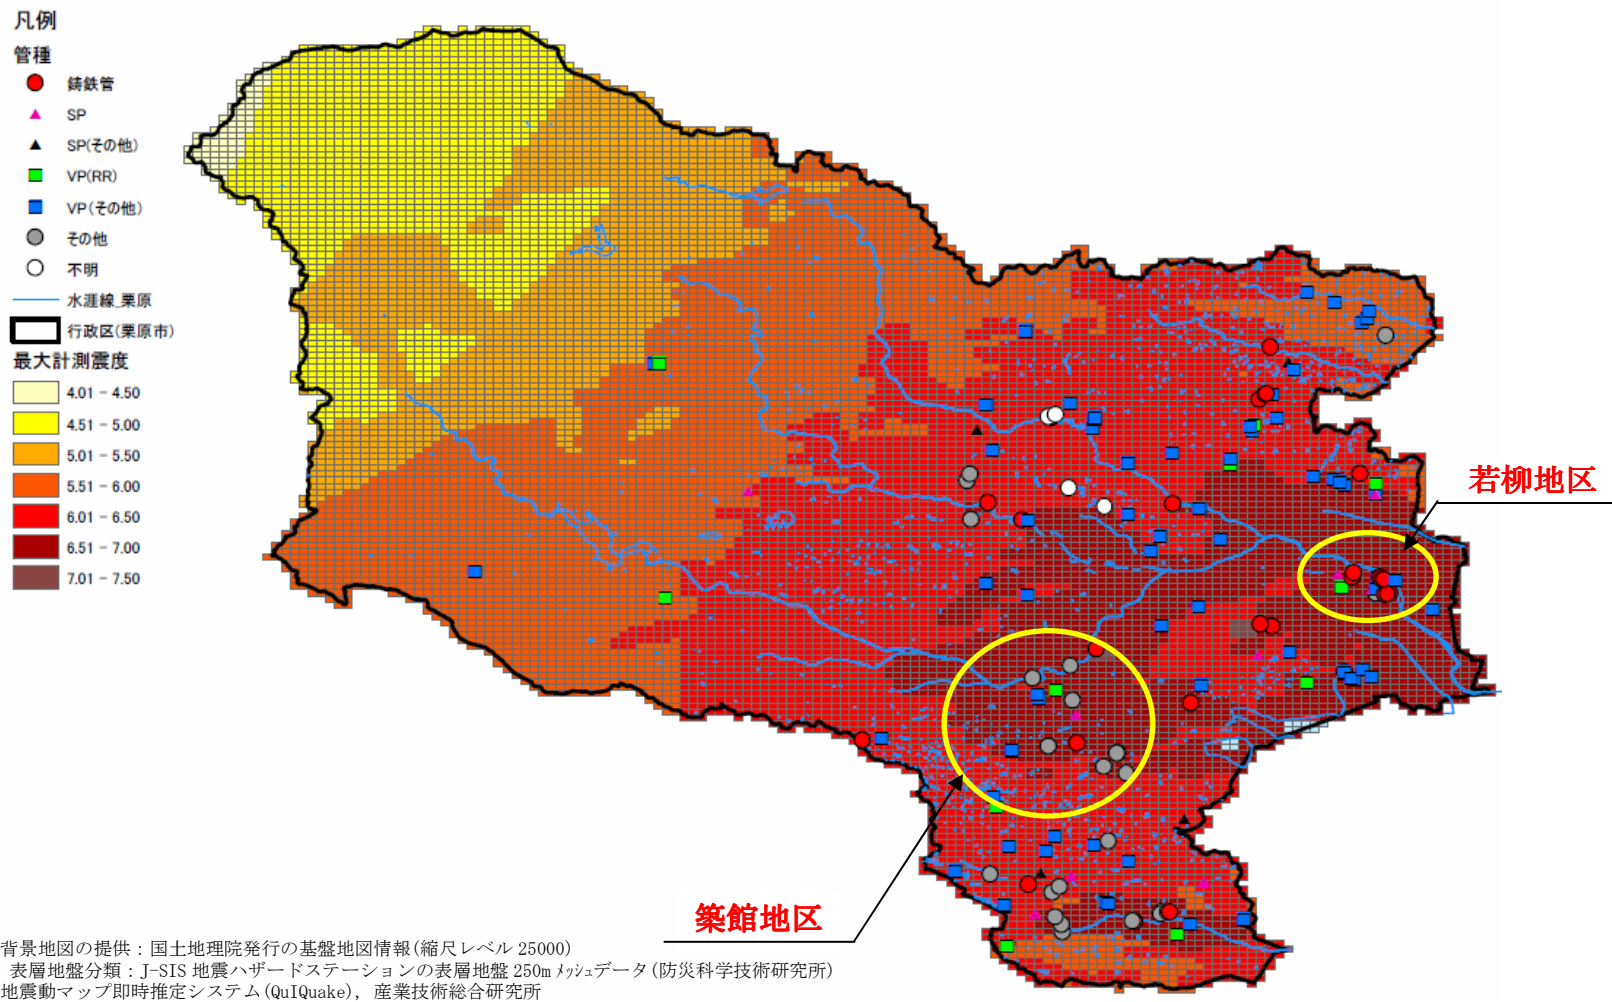 凡例
管種
鋳鉄管
SP
SP(その他)
VP(RR)
VP(その他)
その他
不明
水涯線_栗原
行政区(栗原市)
最大計測震度
4.01 - 4.50
4.51 - 5.00
5.01 - 5.50
5.51 - 6.00
6.01 - 6.50
6.51 - 7.00
7.01 - 7.50
若柳地区
築館地区
背景地図の提供：国土地理院発行の基盤地図情報(縮尺レベル 25000)
表層地盤分類：J-SIS 地震ハザードステーションの表層地盤 250m メッシュデータ(防災科学技術研究所)
地震動マップ即時推定システム(QuIQuake), 産業技術総合研究所